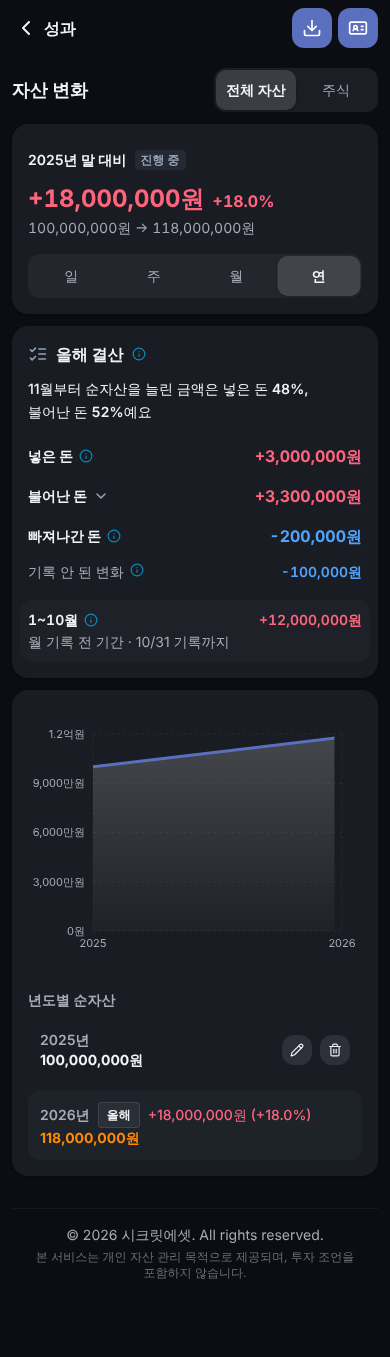 성과
자산 변화
전체 자산
주식
2025년 말 대비 진행 중
+18,000,000원 +18.0%
100,000,000원 → 118,000,000원
일
주
월
연
올해 결산
11월부터 순자산을 늘린 금액은 넣은 돈 48%,
불어난 돈 52%예요
넣은 돈 +3,000,000원
불어난 돈 +3,300,000원
빠져나간 돈 -200,000원
기록 안 된 변화 -100,000원
1~10월 +12,000,000원
월 기록 전 기간 · 10/31 기록까지
1.2억원
9,000만원
6,000만원
3,000만원
0원
2025 2026
년도별 순자산
2025년
100,000,000원
2026년 올해 +18,000,000원 (+18.0%)
118,000,000원
© 2026 시크릿에셋. All rights reserved.
본 서비스는 개인 자산 관리 목적으로 제공되며, 투자 조언을
포함하지 않습니다.